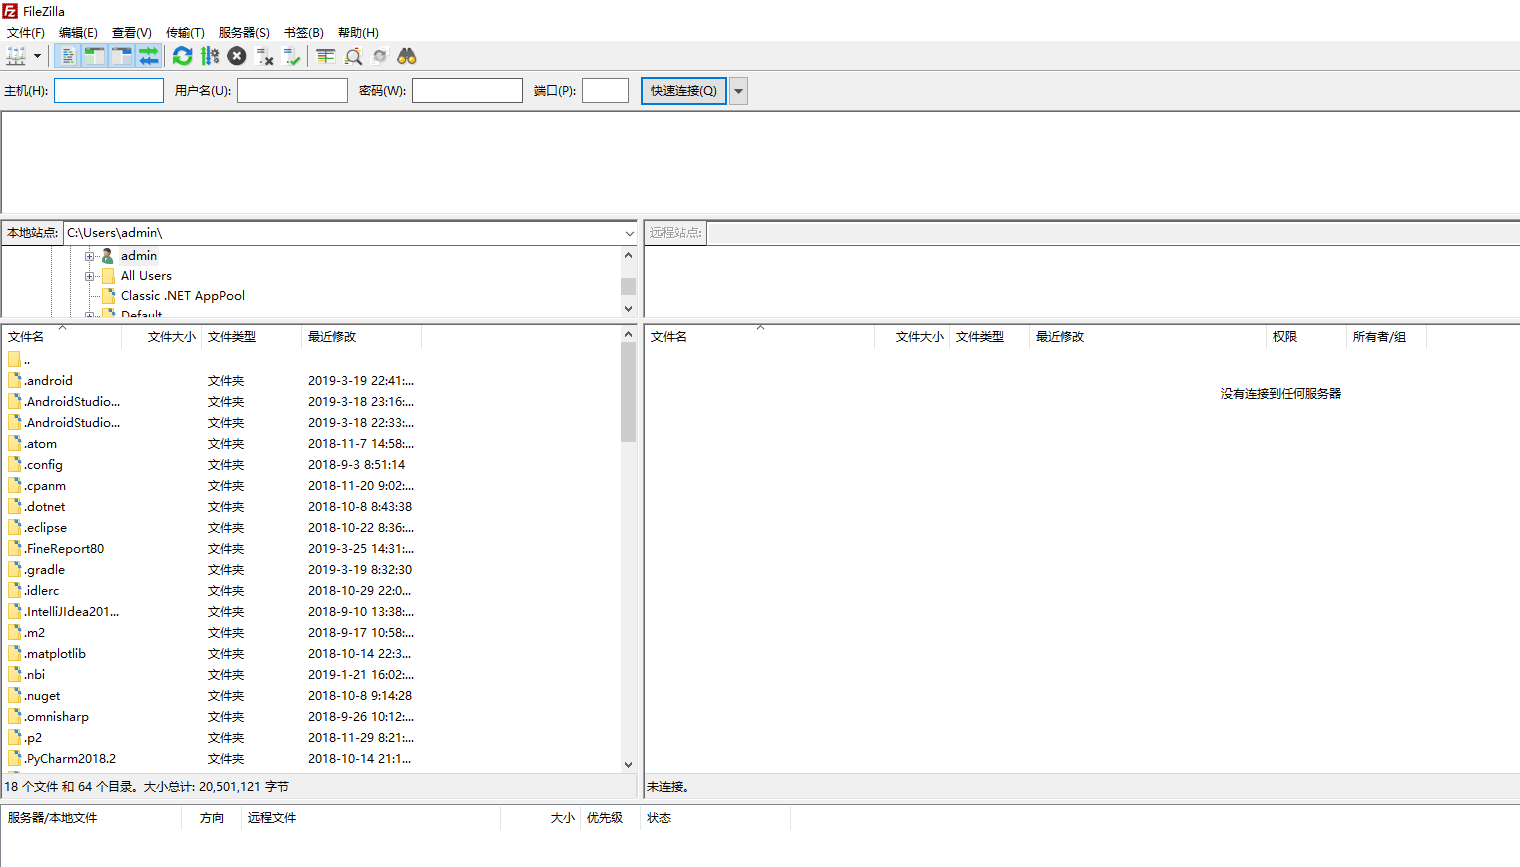 FileZilla
文件(F) 编辑(E) 查看(V) 传输(T) 服务器(S) 书签(B) 帮助(H)
主机(H): 用户名(U): 密码(W): 端口(P): 快速连接(Q)
本地站点: C:\Users\admin\ 远程站点:
admin
All Users
Classic .NET AppPool
Default
文件名 文件大小 文件类型 最近修改 文件名 文件大小 文件类型 最近修改 权限 所有者/组
..
.android 文件夹 2019-3-19 22:41:...
没有连接到任何服务器
.AndroidStudio... 文件夹 2019-3-18 23:16:...
.AndroidStudio... 文件夹 2019-3-18 22:33:...
.atom 文件夹 2018-11-7 14:58:...
.config 文件夹 2018-9-3 8:51:14
.cpanm 文件夹 2018-11-20 9:02:...
.dotnet 文件夹 2018-10-8 8:43:38
.eclipse 文件夹 2018-10-22 8:36:...
.FineReport80 文件夹 2019-3-25 14:31:...
.gradle 文件夹 2019-3-19 8:32:30
.idlerc 文件夹 2018-10-29 22:0...
.IntelliJIdea201... 文件夹 2018-9-10 13:38:...
.m2 文件夹 2018-9-17 10:58:...
.matplotlib 文件夹 2018-10-14 22:3...
.nbi 文件夹 2019-1-21 16:02:...
.nuget 文件夹 2018-10-8 9:14:28
.omnisharp 文件夹 2018-9-26 10:12:...
.p2 文件夹 2018-11-29 8:21:...
.PyCharm2018.2 文件夹 2018-10-14 21:1...
18 个文件 和 64 个目录。大小总计: 20,501,121 字节 未连接。
服务器/本地文件 方向 远程文件 大小 优先级 状态